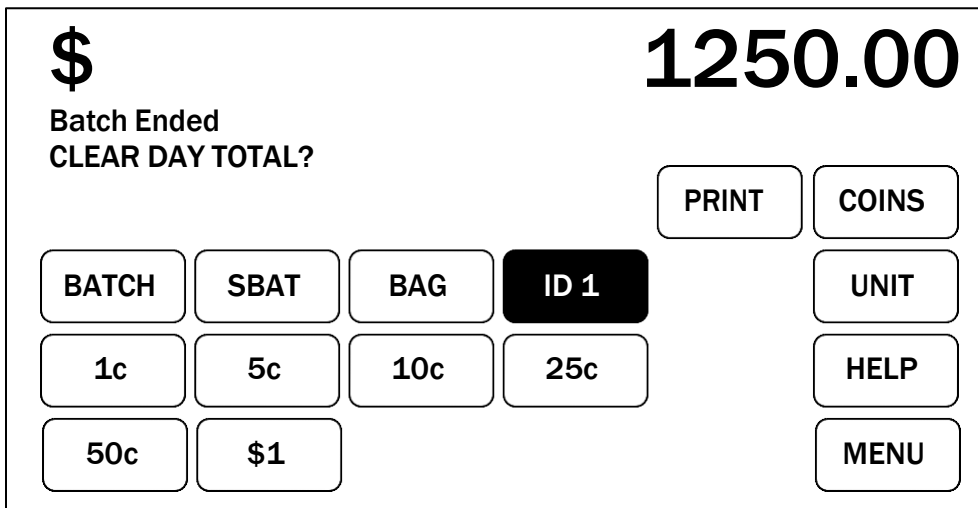 $ 1250.00
Batch Ended
CLEAR DAY TOTAL?
PRINT COINS
BATCH SBAT BAG ID 1 UNIT
1c 5c 10c 25c HELP
50c $1 MENU